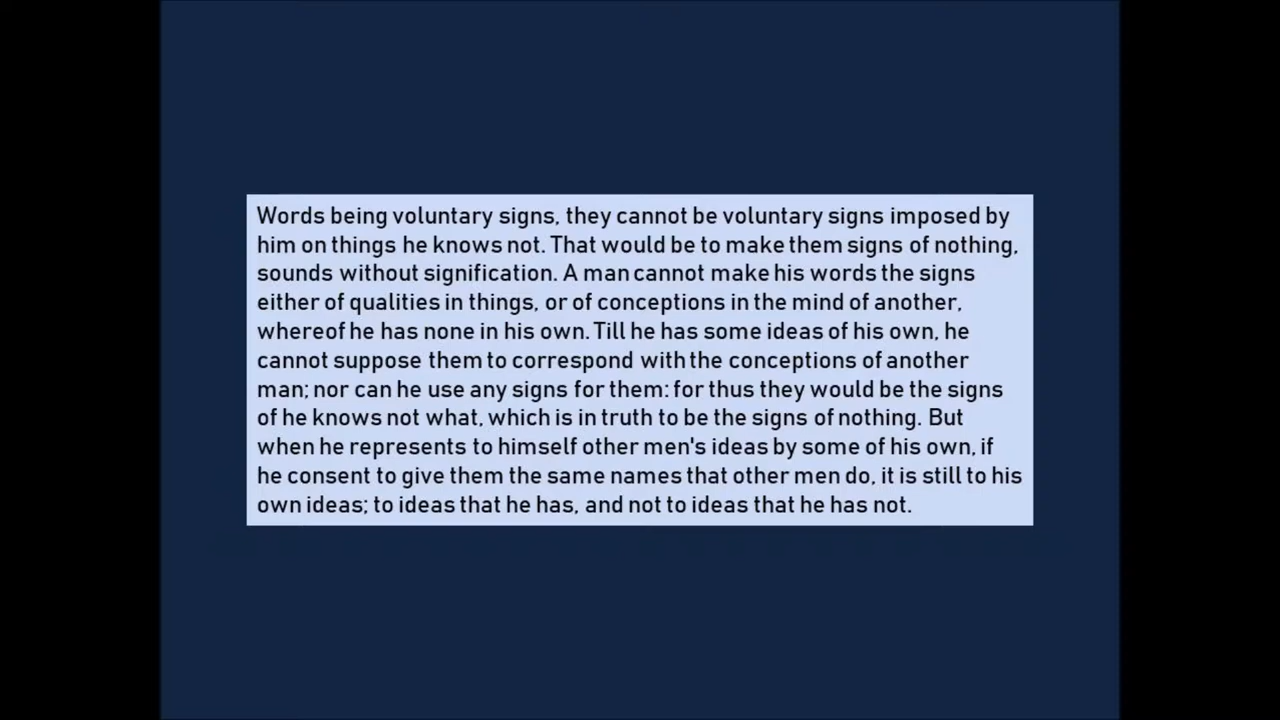 Words being voluntary signs, they cannot be voluntary signs imposed by
him on things he knows not. That would be to make them signs of nothing,
sounds without signification. A man cannot make his words the signs
either of qualities in things, or of conceptions in the mind of another,
whereof he has none in his own. Till he has some ideas of his own, he
cannot suppose them to correspond with the conceptions of another
man; nor can he use any signs for them: for thus they would be the signs
of he knows not what, which is in truth to be the signs of nothing. But
when he represents to himself other men's ideas by some of his own, if
he consent to give them the same names that other men do, it is still to his
own ideas; to ideas that he has, and not to ideas that he has not.